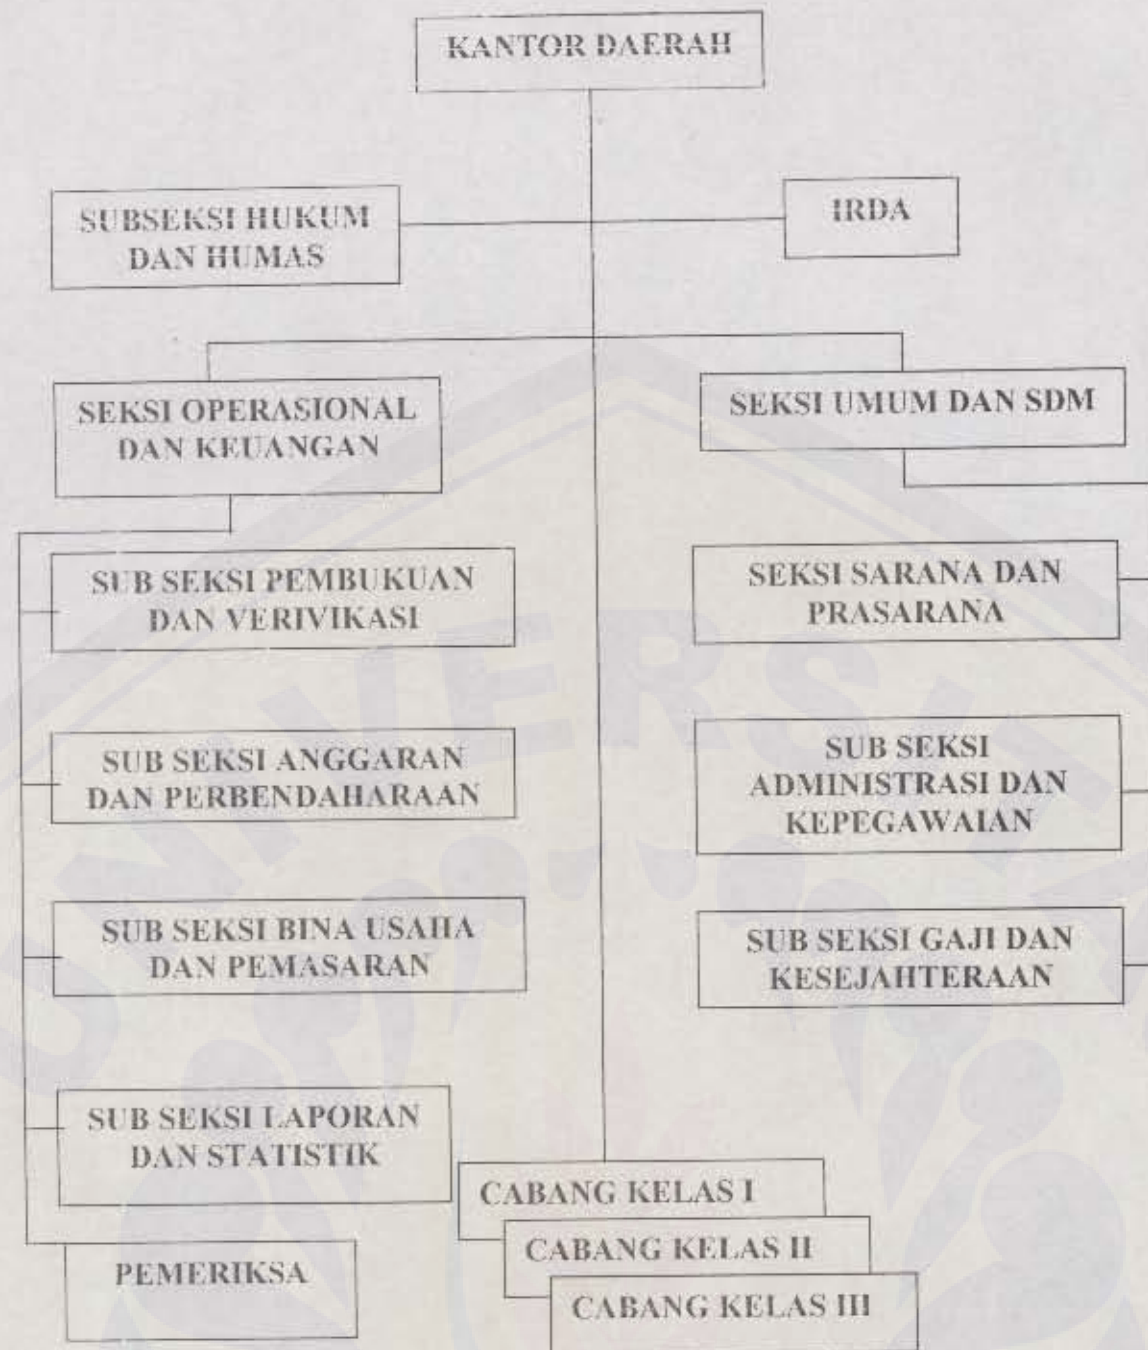 KANTOR DAERAH
SUBSEKSI HUKUM
DAN HUMAS
IRDA
SEKSI OPERASIONAL
DAN KEUANGAN
SEKSI UMUM DAN SDM
SUB SEKSI PEMBUKUAN
DAN VERIVIKASI
SEKSI SARANA DAN
PRASARANA
SUB SEKSI ANGGARAN
DAN PERBENDAHARAAN
SUB SEKSI
ADMINISTRASI DAN
KEPEGAWAIAN
SUB SEKSI BINA USAHA
DAN PEMASARAN
SUB SEKSI GAJI DAN
KESEJAHTERAAN
SUB SEKSI LAPORAN
DAN STATISTIK
CABANG KELAS I
CABANG KELAS II
PEMERIKSA
CABANG KELAS III